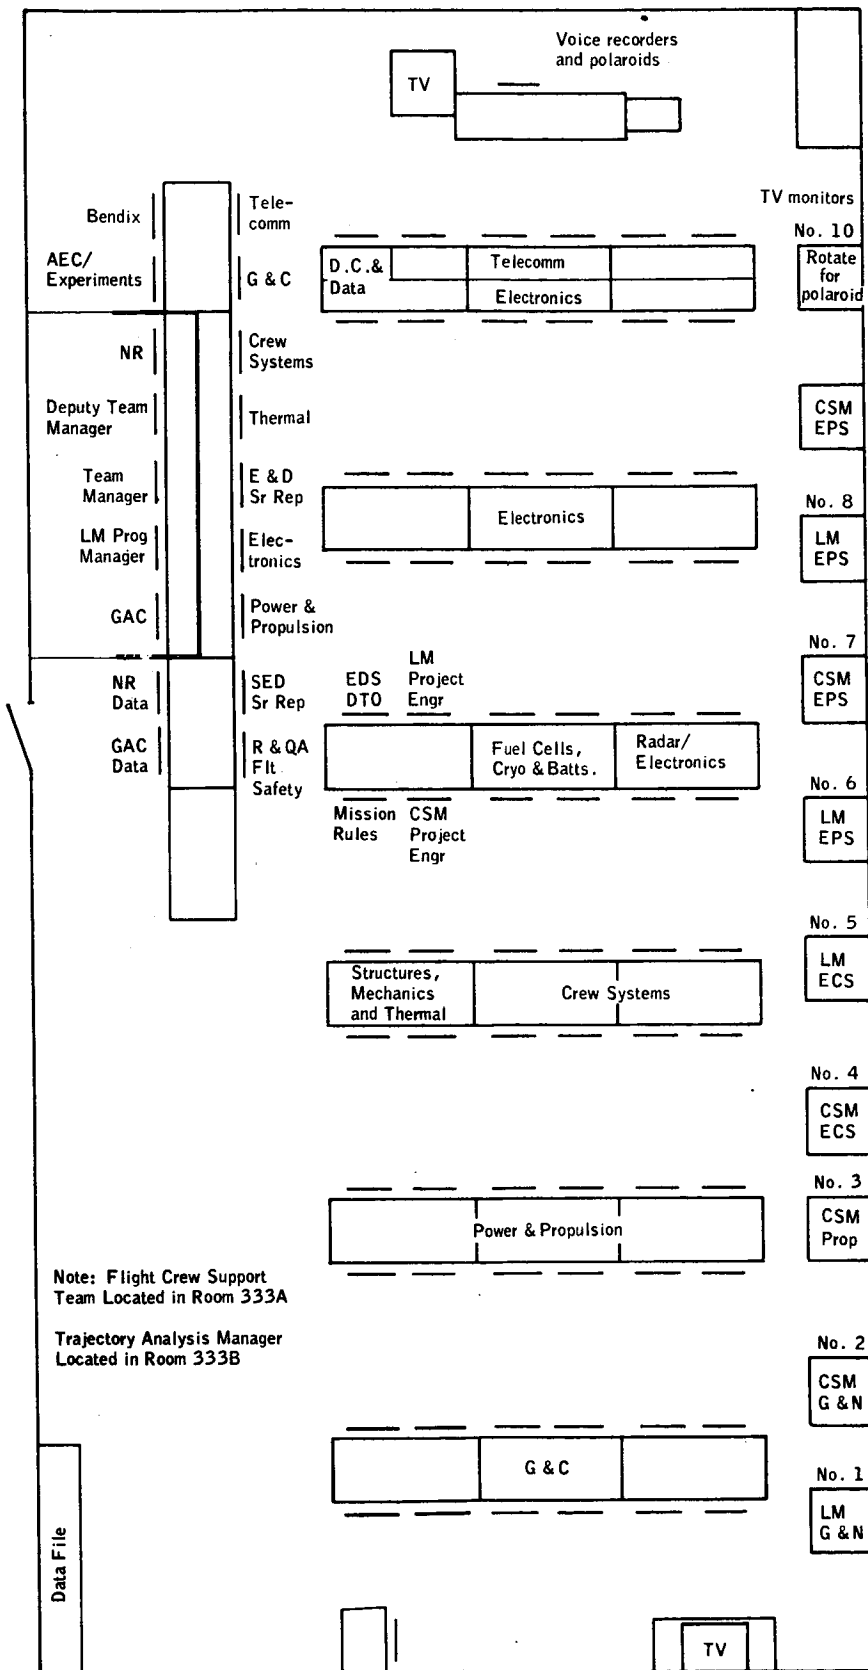 Voice recorders
and polaroids
TV
TV monitors
Bendix
Tele-
comm
AEC/
Experiments
G & C
NR
Crew
Systems
Deputy Team
Manager
Thermal
Team
Manager
E & D
Sr Rep
LM Prog
Manager
Elec-
tronics
GAC
Power &
Propulsion
NR
Data
SED
Sr Rep
GAC
Data
R & QA
Flt
Safety
D.C. &
Data
Telecomm
Electronics
Electronics
EDS
DTO
LM
Project
Engr
Fuel Cells,
Cryo & Batts.
Radar/
Electronics
Mission
Rules
CSM
Project
Engr
Structures,
Mechanics
and Thermal
Crew Systems
Power & Propulsion
G & C
No. 10
Rotate
for
polaroid
CSM
EPS
No. 8
LM
EPS
No. 7
CSM
EPS
No. 6
LM
EPS
No. 5
LM
ECS
No. 4
CSM
ECS
No. 3
CSM
Prop
No. 2
CSM
G & N
No. 1
LM
G & N
Note: Flight Crew Support
Team Located in Room 333A
Trajectory Analysis Manager
Located in Room 333B
Data File
TV